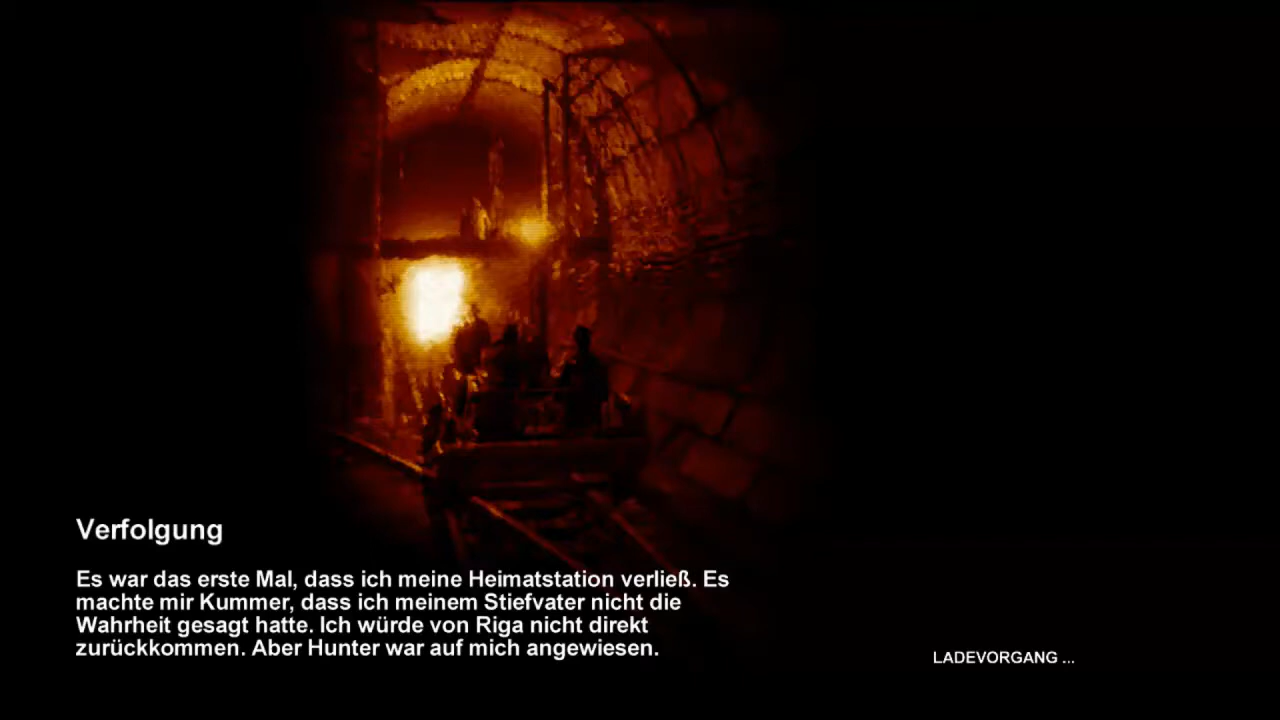 Verfolgung
Es war das erste Mal, dass ich meine Heimatstation verließ. Es
machte mir Kummer, dass ich meinem Stiefvater nicht die
Wahrheit gesagt hatte. Ich würde von Riga nicht direkt
zurückkommen. Aber Hunter war auf mich angewiesen.
LADEVORGANG ...